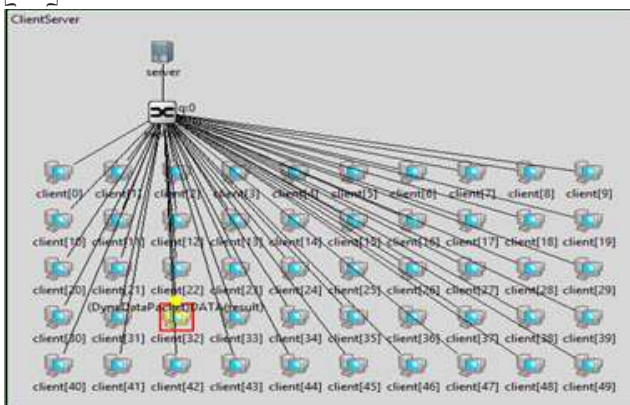 ClientServer
server
q:0
client[0] client[1] client[2] client[3] client[4] client[5] client[6] client[7] client[8] client[9]
client[10] client[11] client[12] client[13] client[14] client[15] client[16] client[17] client[18] client[19]
client[20] client[21] client[22] client[23] client[24] client[25] client[26] client[27] client[28] client[29]
(DynaDataPacket)DATA(result)
client[30] client[31] client[32] client[33] client[34] client[35] client[36] client[37] client[38] client[39]
client[40] client[41] client[42] client[43] client[44] client[45] client[46] client[47] client[48] client[49]